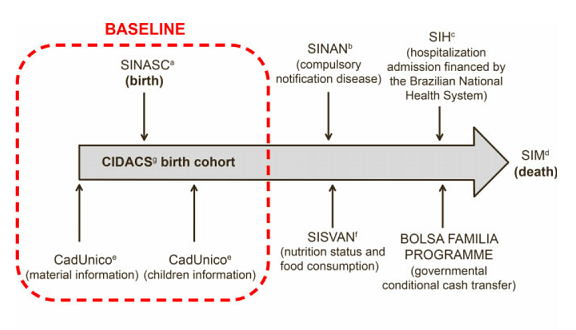 BASELINE
SINASCᵃ
(birth)
SINANᵇ
(compulsory
notification disease)
SIHᶜ
(hospitalization
admission financed by
the Brazilian National
Health System)
CIDACSᵍ birth cohort
SIMᵈ
(death)
CadUnicoᵉ
(material information)
CadUnicoᵉ
(children information)
SISVANᶠ
(nutrition status and
food consumption)
BOLSA FAMILIA
PROGRAMME
(governmental
conditional cash transfer)